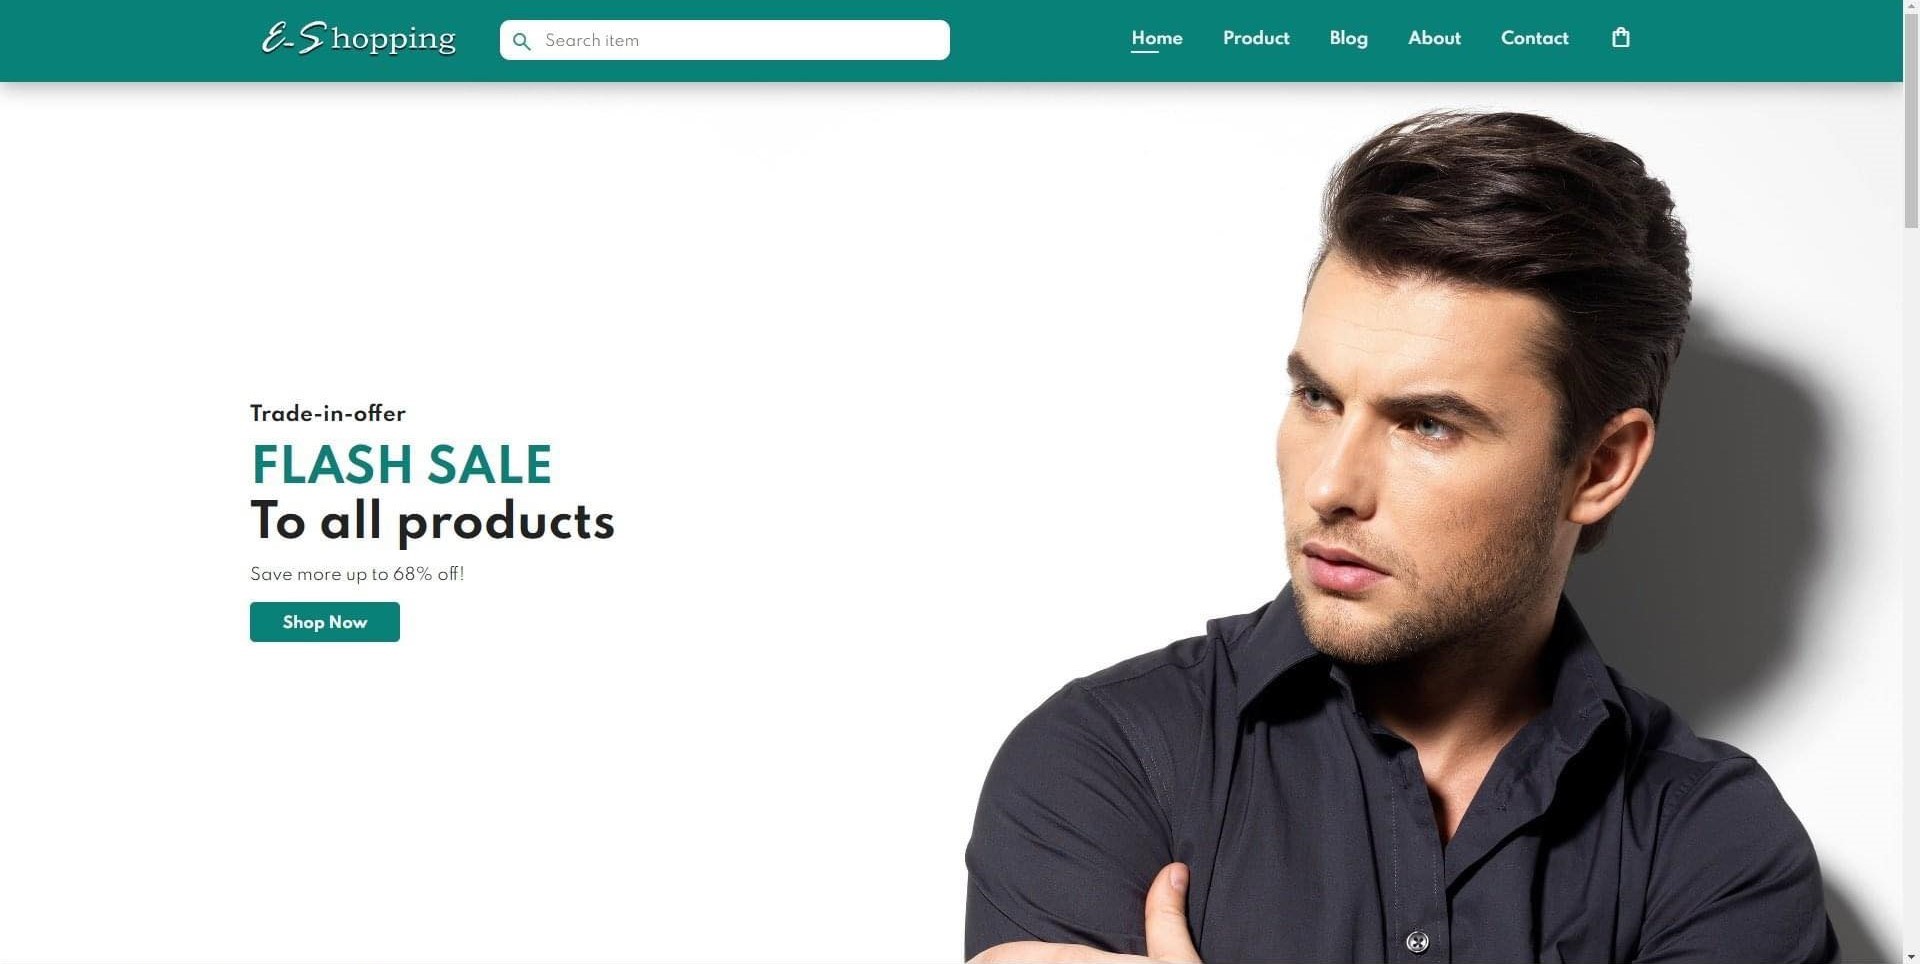 E-Shopping
Search item
Home
Product
Blog
About
Contact
Trade-in-offer
FLASH SALE
To all products
Save more up to 68% off!
Shop Now